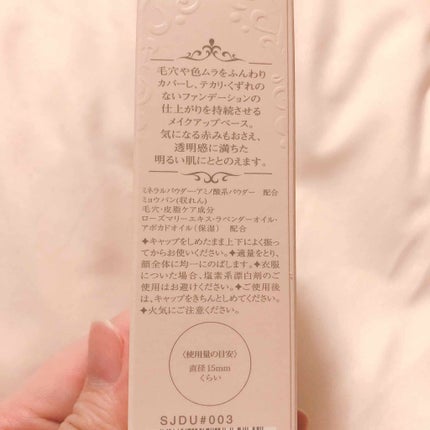 毛穴や色ムラをふんわり
カバーし、テカリ・くずれの
ないファンデーションの
仕上がりを持続させる
メイクアップベース。
気になる赤みもおさえ、
透明感に満ちた
明るい肌にととのえます。
ミネラルパウダー・アミノ酸系パウダー 配合
ミョウバン(収れん)
毛穴・皮脂ケア成分
ローズマリーエキス・ラベンダーオイル・
アボカドオイル(保湿) 配合
✦キャップをしめたまま上下によく振っ
てからお使いください。✦適量をとり、
顔全体に均一にのばします。✦衣服
についた場合、塩素系漂白剤のご
使用はお避けください。✦ご使用後
は、キャップをきちんとしめてください。
✦火気にご注意ください。
〈使用量の目安〉
直径15mm
くらい
SJDU#003